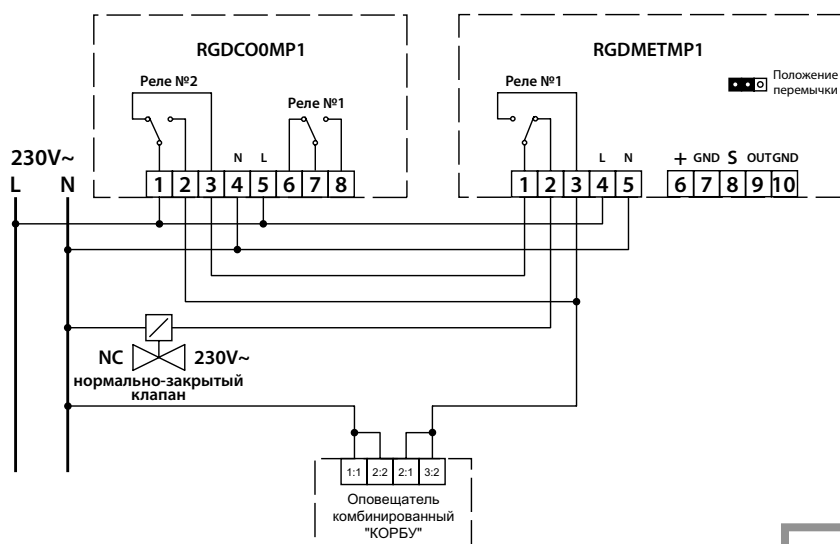 RGDCO0MP1
Реле №2
Реле №1
N L
1 2 3 4 5 6 7 8
RGDMETMP1
Реле №1
Положение
перемычки
L N
+ GND S OUT GND
1 2 3 4 5
6 7 8 9 10
230V~
L N
NC 230V~
нормально-закрытый
клапан
1:1 2:2 2:1 3:2
Оповещатель
комбинированный
"КОРБУ"